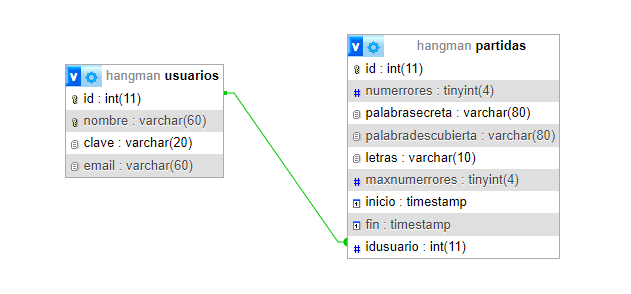 hangman usuarios
id : int(11)
nombre : varchar(60)
clave : varchar(20)
email : varchar(60)
hangman partidas
id : int(11)
numerrores : tinyint(4)
palabrasecreta : varchar(80)
palabradescubierta : varchar(80)
letras : varchar(10)
maxnumerrores : tinyint(4)
inicio : timestamp
fin : timestamp
idusuario : int(11)